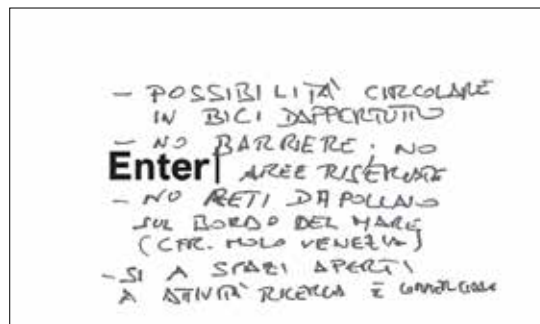 - POSSIBILITÀ CIRCOLARE
IN BICI DAPPERTUTTO
- NO BARRIERE; NO
Enter AREE RISERVATE
- NO RETI DA POLLAIO
SUL BORDO DEL MARE
(CFR. MOLO VENEZIA)
- SI A SPAZI APERTI
A ATIVITÀ RICERCA E COMMERCIALE